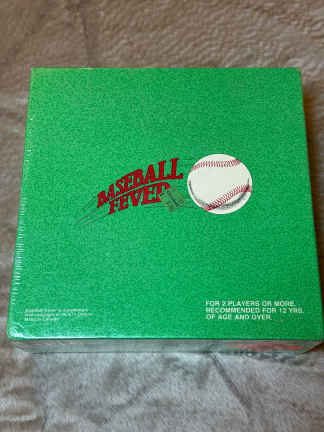 BASEBALL
FEVER
FOR 2 PLAYERS OR MORE,
RECOMMENDED FOR 12 YRS.
OF AGE AND OVER.